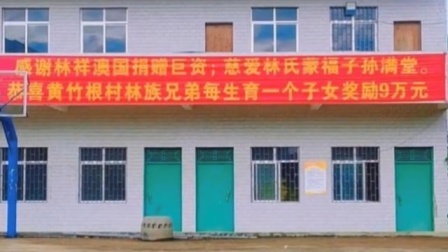 感谢林祥澳国捐赠巨资；慈爱林氏蒙福子孙满堂。
恭喜黄竹根村林族兄弟每生育一个子女奖励9万元